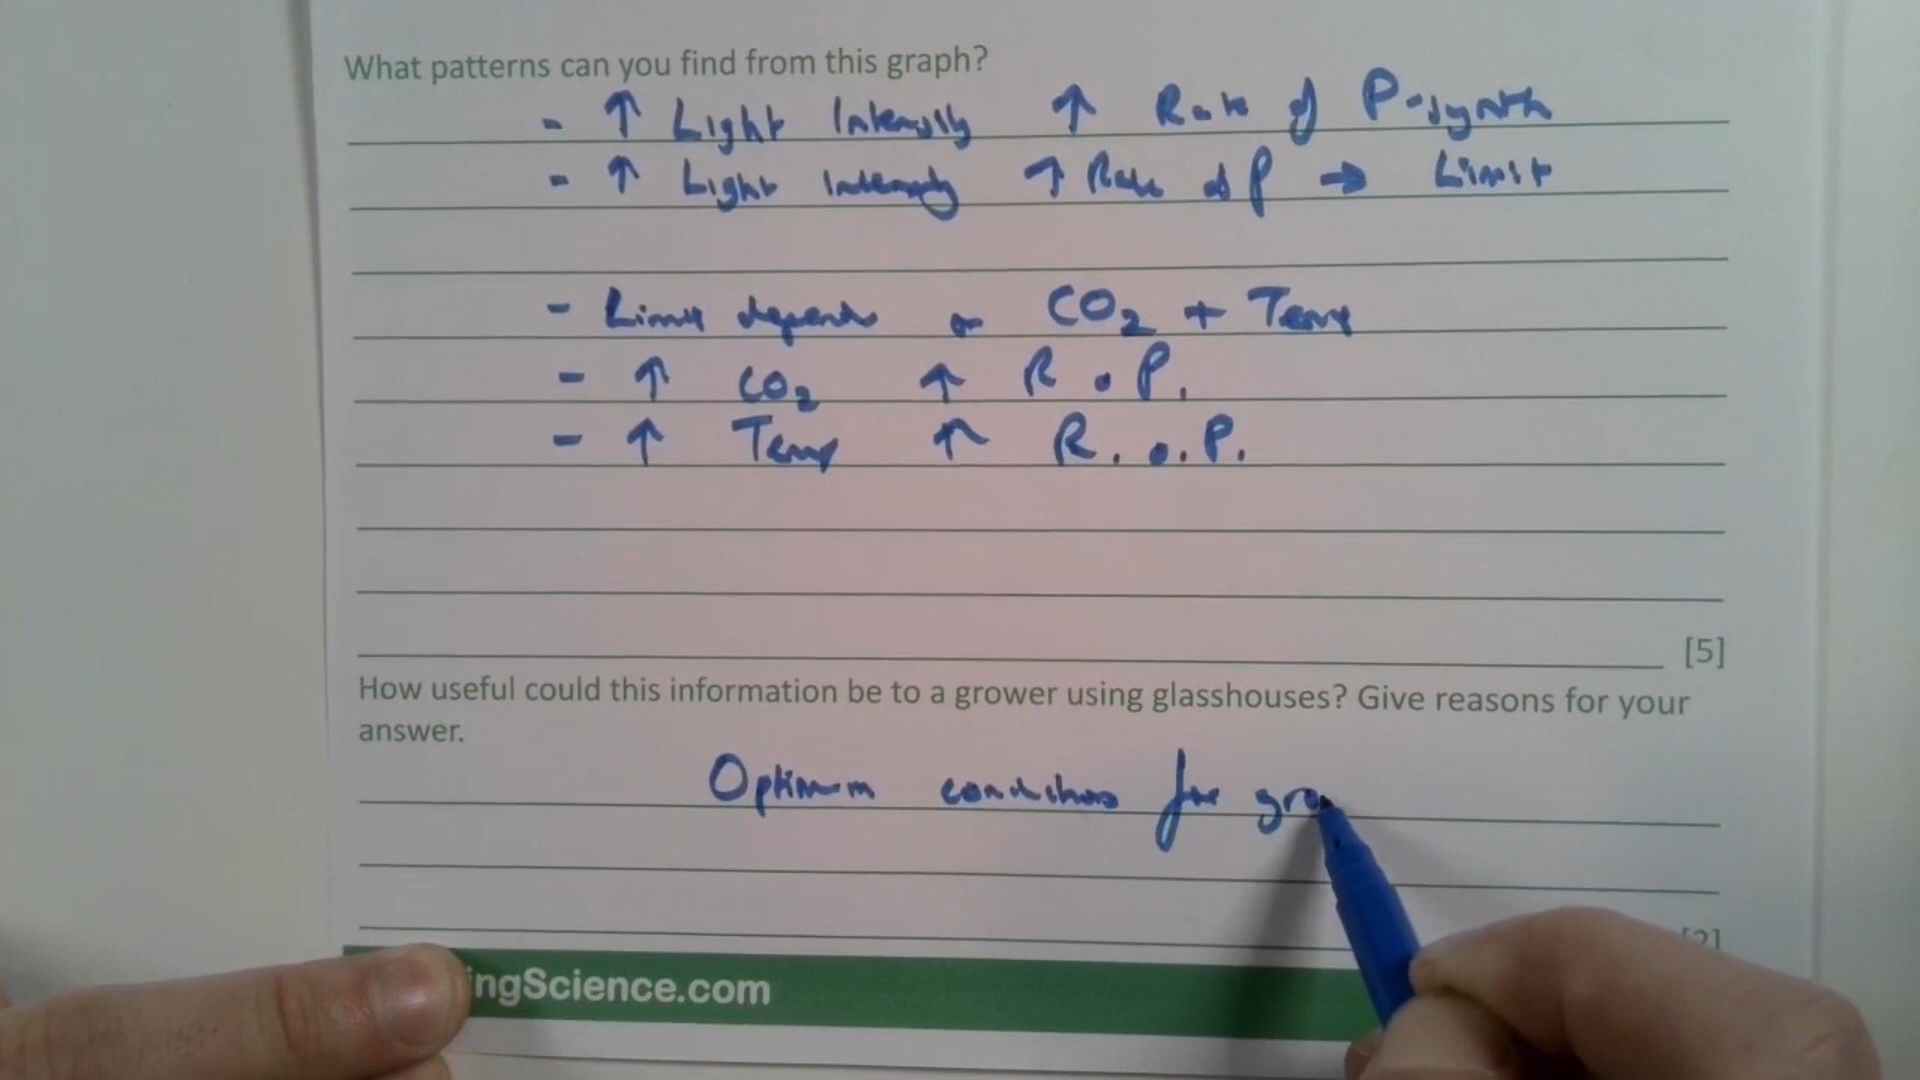 What patterns can you find from this graph?
- ↑ Light Intensity ↑ Rate of P-synth
- ↑ Light Intensity ↑ Rate of P → Limit
- Limit depends on CO₂ + Temp
- ↑ CO₂ ↑ R.o.P.
- ↑ Temp ↑ R.o.P.
[5]
How useful could this information be to a grower using glasshouses? Give reasons for your
answer.
Optimum conditions for gro
[2]
ingScience.com